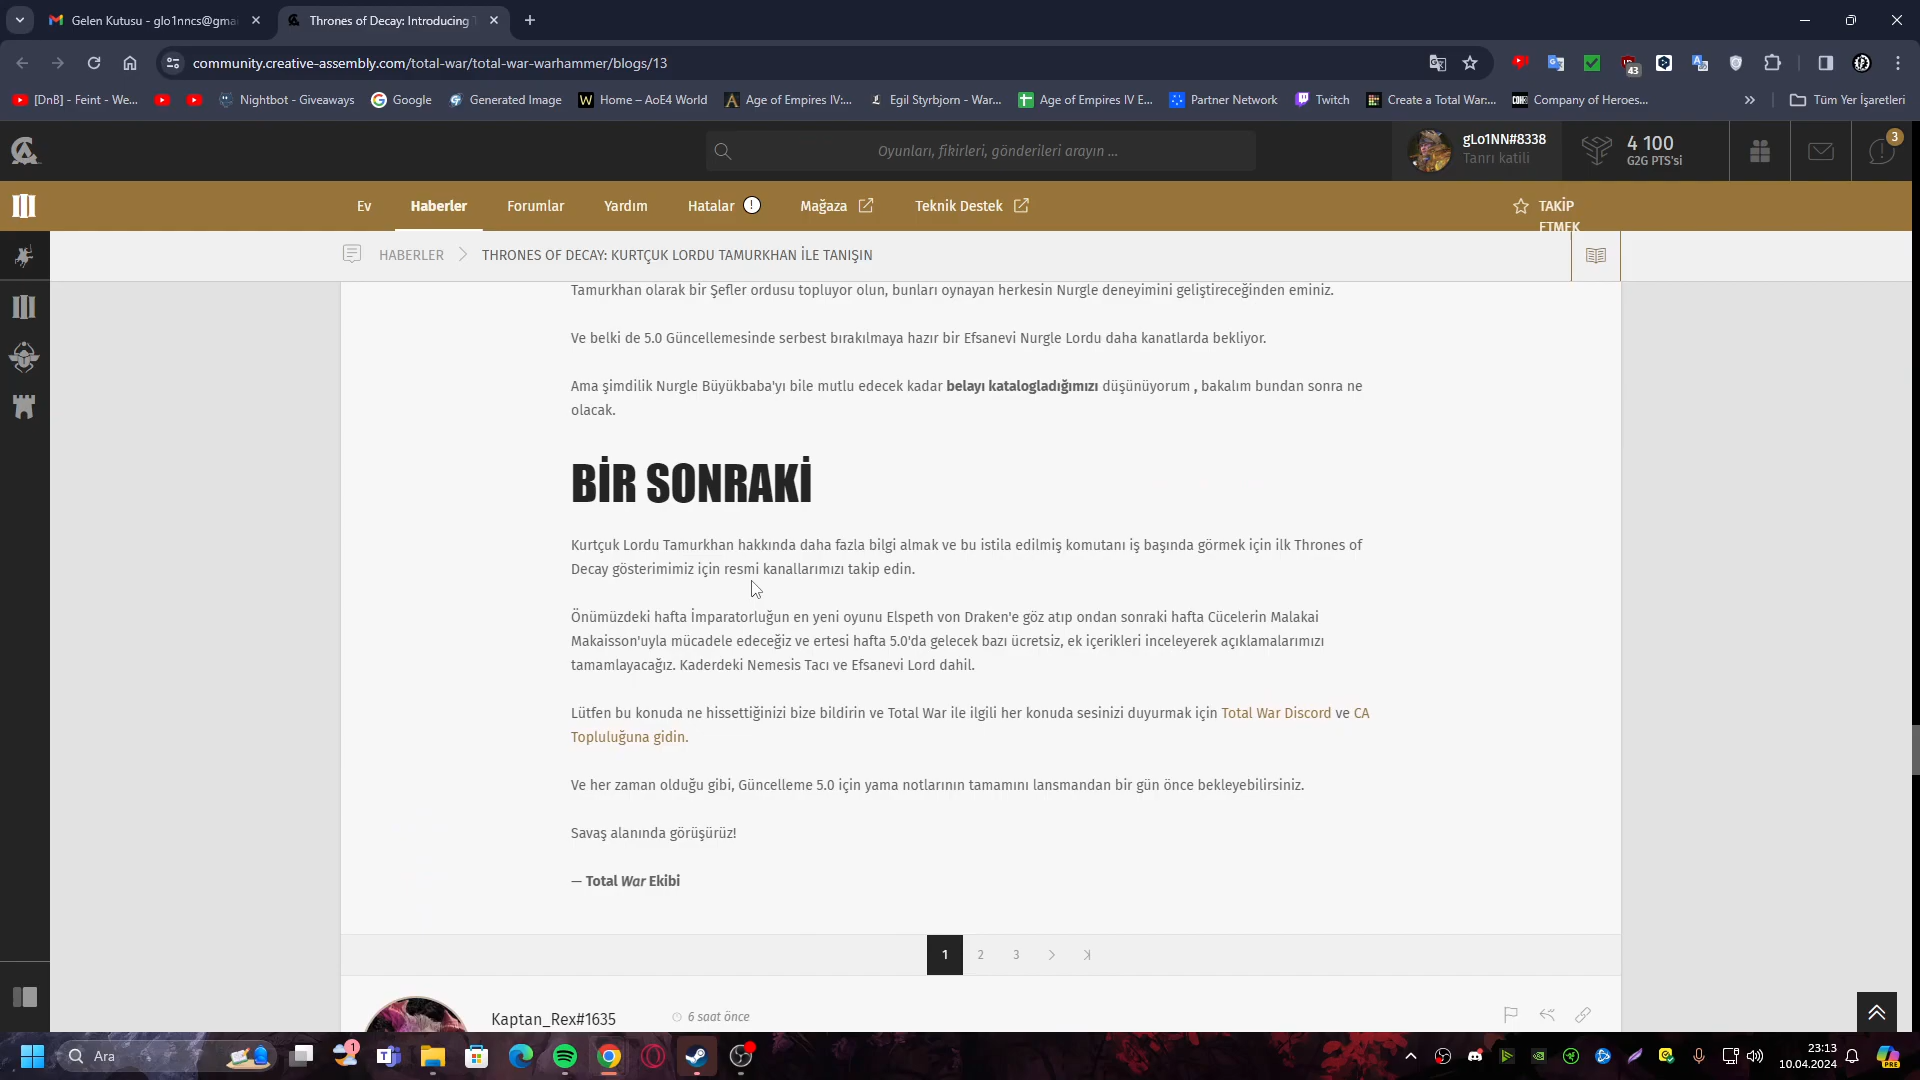 Gelen Kutusu - glo1nncs@gma
Thrones of Decay: Introducing T
community.creative-assembly.com/total-war/total-war-warhammer/blogs/13
43
[DnB] - Feint - We...
Nightbot - Giveaways
Google
Generated Image
Home – AoE4 World
Age of Empires IV:...
Egil Styrbjorn - War...
Age of Empires IV E...
Partner Network
Twitch
Create a Total War:...
Company of Heroes...
»
Tüm Yer İşaretleri
Oyunları, fikirleri, gönderileri arayın ...
gLo1NN#8338
Tanrı katili
4 100
G2G PTS'si
3
Ev
Haberler
Forumlar
Yardım
Hatalar
Mağaza
Teknik Destek
TAKİP
ETMEK
HABERLER
THRONES OF DECAY: KURTÇUK LORDU TAMURKHAN İLE TANIŞIN
Tamurkhan olarak bir Şefler ordusu topluyor olun, bunları oynayan herkesin Nurgle deneyimini geliştireceğinden eminiz.
Ve belki de 5.0 Güncellemesinde serbest bırakılmaya hazır bir Efsanevi Nurgle Lordu daha kanatlarda bekliyor.
Ama şimdilik Nurgle Büyükbaba'yı bile mutlu edecek kadar belayı katalogladığımızı düşünüyorum , bakalım bundan sonra ne
olacak.
BİR SONRAKİ
Kurtçuk Lordu Tamurkhan hakkında daha fazla bilgi almak ve bu istila edilmiş komutanı iş başında görmek için ilk Thrones of
Decay gösterimimiz için resmi kanallarımızı takip edin.
Önümüzdeki hafta İmparatorluğun en yeni oyunu Elspeth von Draken'e göz atıp ondan sonraki hafta Cücelerin Malakai
Makaisson'uyla mücadele edeceğiz ve ertesi hafta 5.0'da gelecek bazı ücretsiz, ek içerikleri inceleyerek açıklamalarımızı
tamamlayacağız. Kaderdeki Nemesis Tacı ve Efsanevi Lord dahil.
Lütfen bu konuda ne hissettiğinizi bize bildirin ve Total War ile ilgili her konuda sesinizi duyurmak için Total War Discord ve CA
Topluluğuna gidin.
Ve her zaman olduğu gibi, Güncelleme 5.0 için yama notlarının tamamını lansmandan bir gün önce bekleyebilirsiniz.
Savaş alanında görüşürüz!
— Total War Ekibi
1 2 3
Kaptan_Rex#1635
6 saat önce
Ara
1
23:13
10.04.2024
PRE